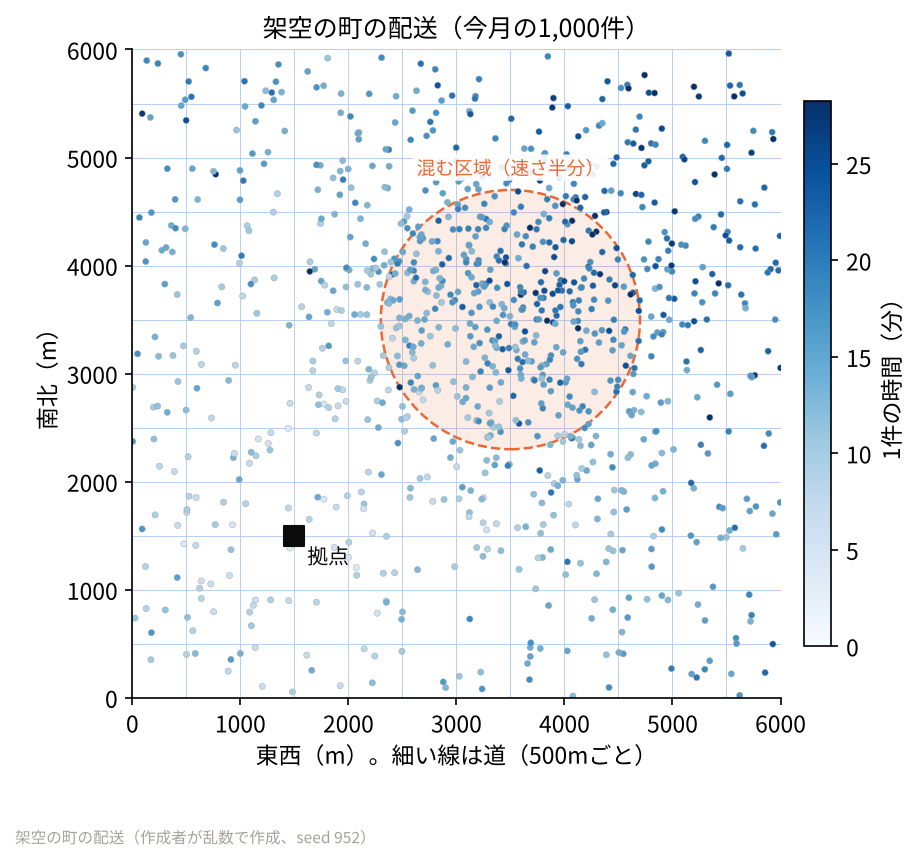 架空の町の配送（今月の1,000件）
6000
5000
4000
3000
2000
1000
0
南北（m）
混む区域（速さ半分）
拠点
0 1000 2000 3000 4000 5000 6000
東西（m）。細い線は道（500mごと）
25
20
15
10
5
0
1件の時間（分）
架空の町の配送（作成者が乱数で作成、seed 952）